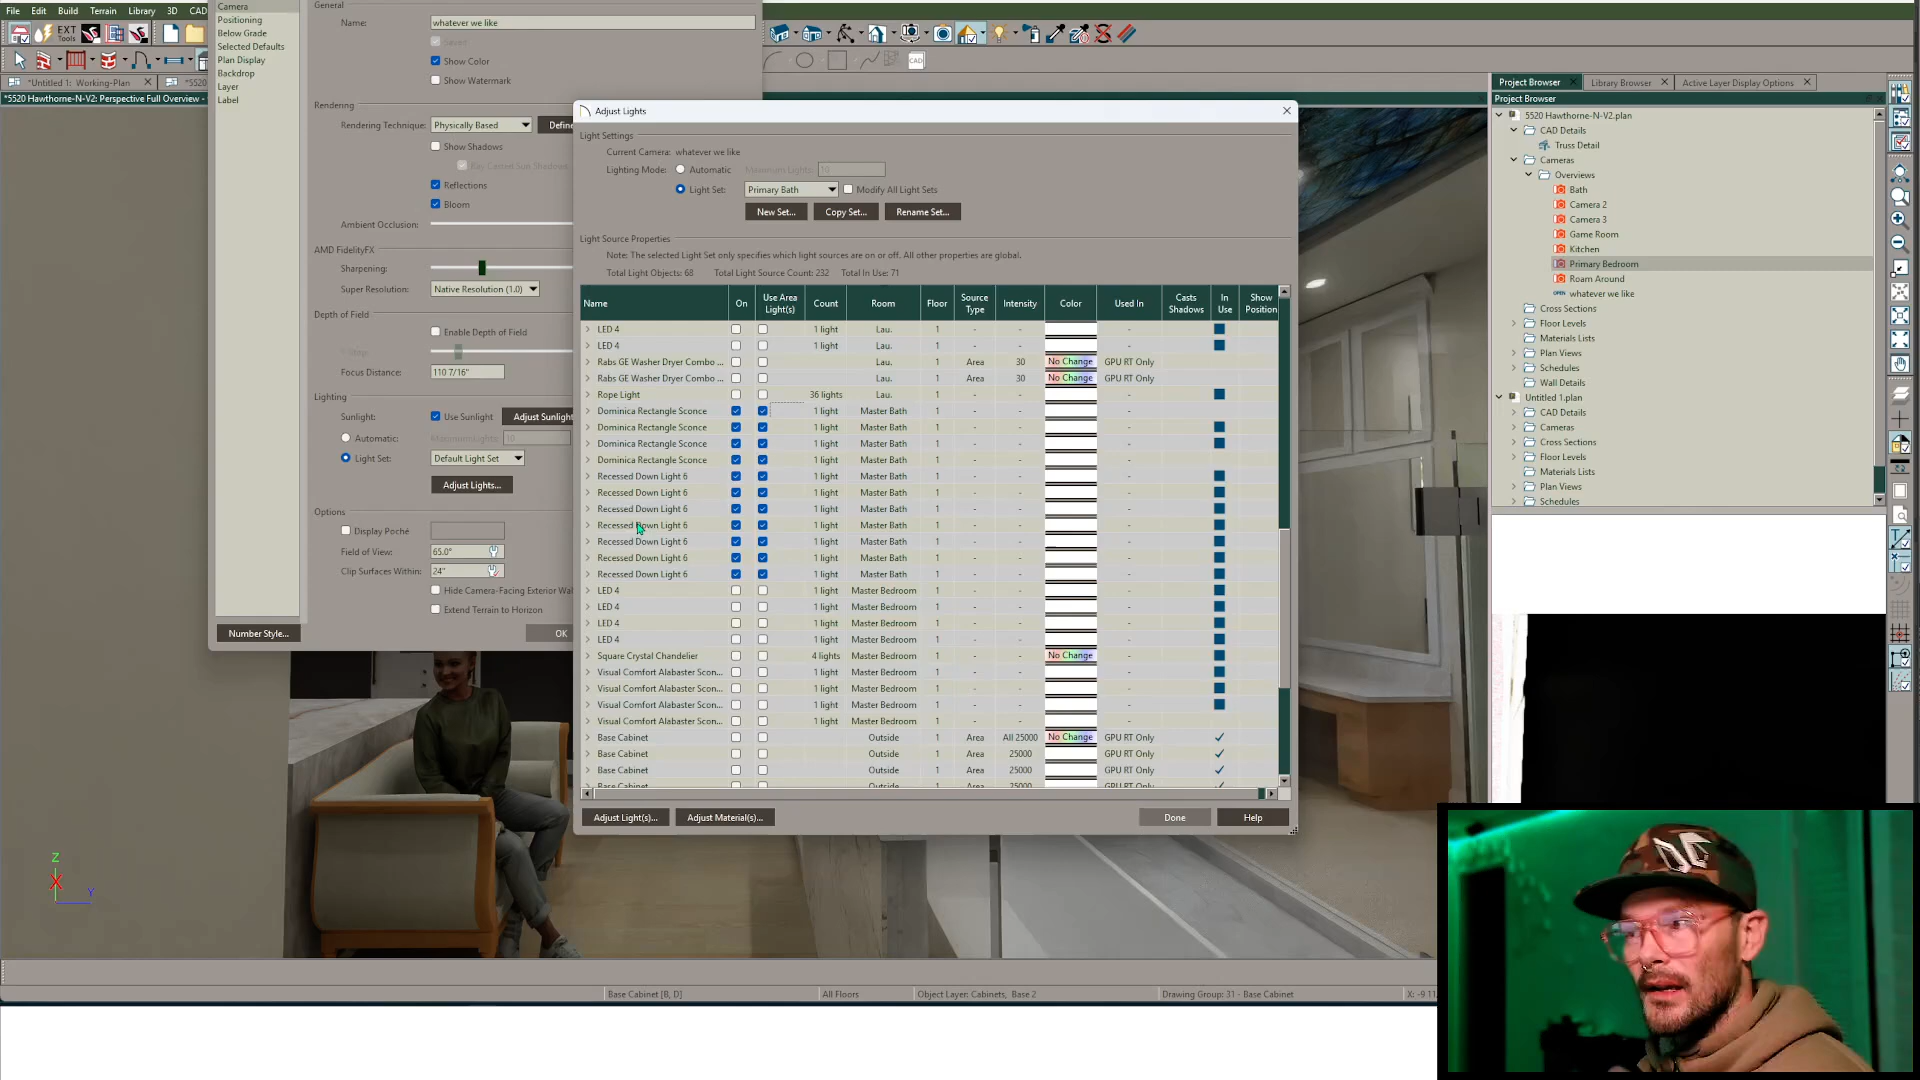 File Edit Build Terrain Library 3D CAD
EXT Tools
*Untitled 1: Working-Plan
*5520
*5520 Hawthorne-N-V2: Perspective Full Overview -
CAD
Camera
Positioning
Below Grade
Selected Defaults
Plan Display
Backdrop
Layer
Label
Number Style...
General
Name: whatever we like
Saved
Show Color
Show Watermark
Rendering
Rendering Technique: Physically Based
Show Shadows
Reflections
Bloom
Ambient Occlusion:
AMD FidelityFX
Sharpening:
Super Resolution: Native Resolution (1.0)
Depth of Field
Enable Depth of Field
Focus Distance: 110 7/16"
Lighting
Sunlight: Use Sunlight Adjust Sunlight
Automatic: Maximum Lights: 10
Light Set: Default Light Set
Adjust Lights...
Options
Display Poché
Field of View: 65.0°
Clip Surfaces Within: 24"
Hide Camera-Facing Exterior Wal
Extend Terrain to Horizon
OK
Adjust Lights
Light Settings
Current Camera: whatever we like
Lighting Mode: Automatic Maximum Lights: 10
Light Set: Primary Bath Modify All Light Sets
New Set... Copy Set... Rename Set...
Light Source Properties
Note: The selected Light Set only specifies which light sources are on or off. All other properties are global.
Total Light Objects: 68 Total Light Source Count: 232 Total In Use: 71
Name On Use Area Light(s) Count Room Floor Source Type Intensity Color Used In Casts Shadows In Use Show Position
LED 4 1 light Lau. 1 - - -
LED 4 1 light Lau. 1 - - -
Rabs GE Washer Dryer Combo ... Lau. 1 Area 30 No Change GPU RT Only
Rabs GE Washer Dryer Combo ... Lau. 1 Area 30 No Change GPU RT Only
Rope Light 36 lights Lau. 1 - - -
Dominica Rectangle Sconce 1 light Master Bath 1 - - -
Dominica Rectangle Sconce 1 light Master Bath 1 - - -
Dominica Rectangle Sconce 1 light Master Bath 1 - - -
Dominica Rectangle Sconce 1 light Master Bath 1 - - -
Recessed Down Light 6 1 light Master Bath 1 - - -
Recessed Down Light 6 1 light Master Bath 1 - - -
Recessed Down Light 6 1 light Master Bath 1 - - -
Recessed Down Light 6 1 light Master Bath 1 - - -
Recessed Down Light 6 1 light Master Bath 1 - - -
Recessed Down Light 6 1 light Master Bath 1 - - -
Recessed Down Light 6 1 light Master Bath 1 - - -
LED 4 1 light Master Bedroom 1 - - -
LED 4 1 light Master Bedroom 1 - - -
LED 4 1 light Master Bedroom 1 - - -
LED 4 1 light Master Bedroom 1 - - -
Square Crystal Chandelier 4 lights Master Bedroom 1 - - No Change -
Visual Comfort Alabaster Scon... 1 light Master Bedroom 1 - - -
Visual Comfort Alabaster Scon... 1 light Master Bedroom 1 - - -
Visual Comfort Alabaster Scon... 1 light Master Bedroom 1 - - -
Visual Comfort Alabaster Scon... 1 light Master Bedroom 1 - - -
Base Cabinet Outside 1 Area All 25000 No Change GPU RT Only
Base Cabinet Outside 1 Area 25000 GPU RT Only
Base Cabinet Outside 1 Area 25000 GPU RT Only
Base Cabinet Outside 1 Area 25000 GPU RT Only
Adjust Light(s)... Adjust Material(s)... Done Help
Project Browser Library Browser Active Layer Display Options
Project Browser
5520 Hawthorne-N-V2.plan
CAD Details
Truss Detail
Cameras
Overviews
Bath
Camera 2
Camera 3
Game Room
Kitchen
Primary Bedroom
Roam Around
whatever we like
Cross Sections
Floor Levels
Materials Lists
Plan Views
Schedules
Wall Details
Untitled 1.plan
CAD Details
Cameras
Cross Sections
Floor Levels
Materials Lists
Plan Views
Schedules
Z
X
Y
Base Cabinet [B, D] All Floors Object Layer: Cabinets, Base 2 Drawing Group: 31 - Base Cabinet X: -9 11